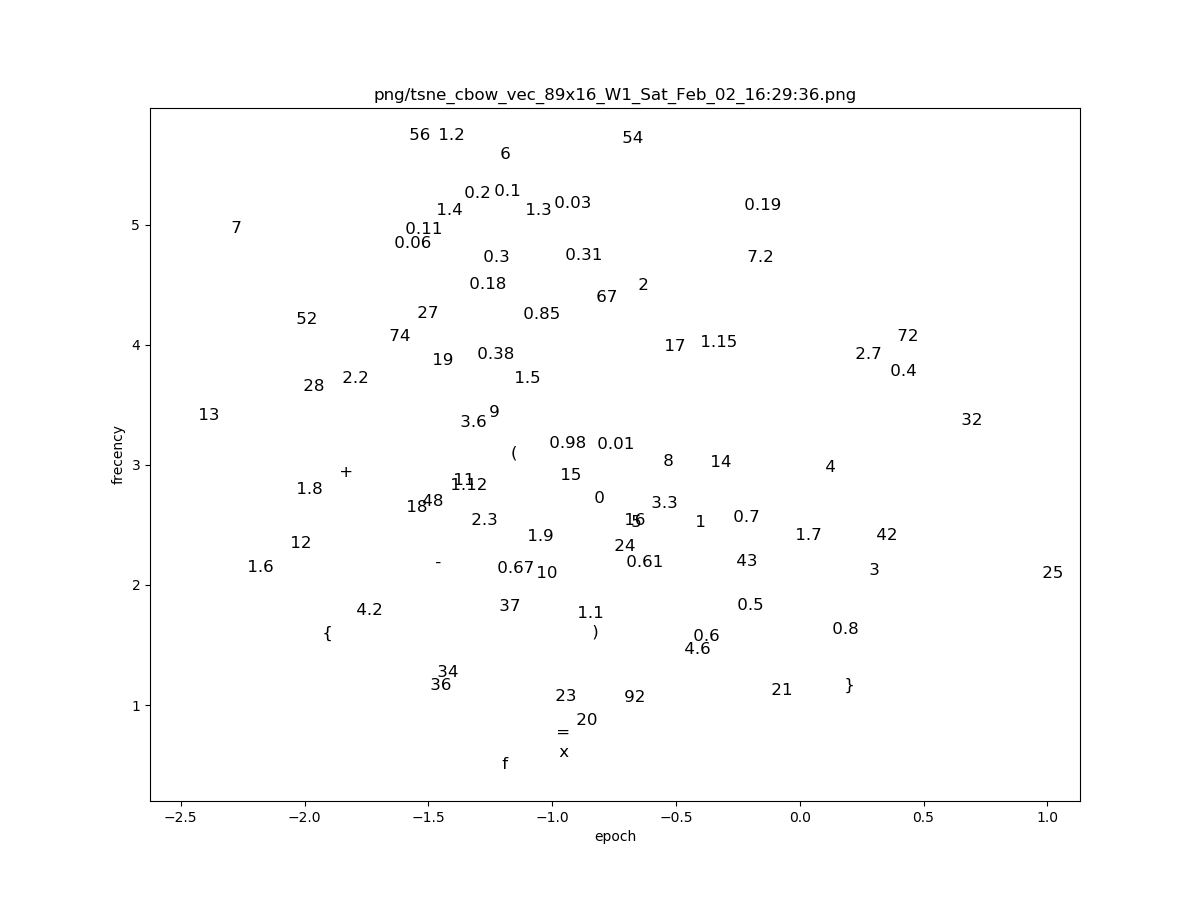 png/tsne_cbow_vec_89x16_W1_Sat_Feb_02_16:29:36.png
56 1.2 54
6
0.2 0.1
1.4 1.3 0.03 0.19
7 0.11
0.06
0.3 0.31 7.2
0.18 2
67
27 0.85
52
74 17 1.15 72
19 0.38 2.7
28 2.2 1.5 0.4
13
3.6 9 32
0.98 0.01
(
8 14 4
+ 15
1.8 11
1.12
18 48 0 3.3
2.3 16 5 1 0.7
12 1.9 24 1.7 42
- 0.61 43
1.6 0.67 10 3 25
4.2 37 1.1 0.5
{ ) 0.6 0.8
4.6
34
36 23 92 21 }
20
=
x
f
5
4
3
2
1
frecency
−2.5 −2.0 −1.5 −1.0 −0.5 0.0 0.5 1.0
epoch